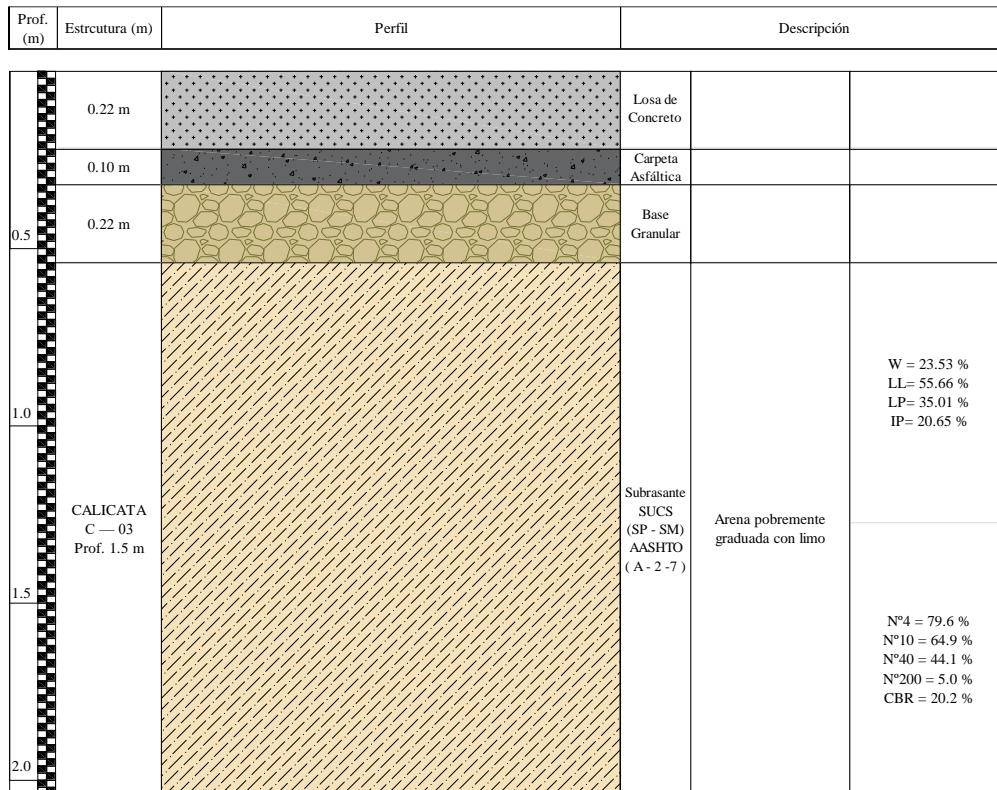 Prof.
(m)
Estrcutura (m)
Perfil
Descripción
0.22 m
Losa de
Concreto
0.10 m
Carpeta
Asfáltica
0.22 m
Base
Granular
0.5
1.0
1.5
2.0
CALICATA
C — 03
Prof. 1.5 m
Subrasante
SUCS
(SP - SM)
AASHTO
( A - 2 -7 )
Arena pobremente
graduada con limo
W = 23.53 %
LL= 55.66 %
LP= 35.01 %
IP= 20.65 %
Nº4 = 79.6 %
Nº10 = 64.9 %
Nº40 = 44.1 %
Nº200 = 5.0 %
CBR = 20.2 %